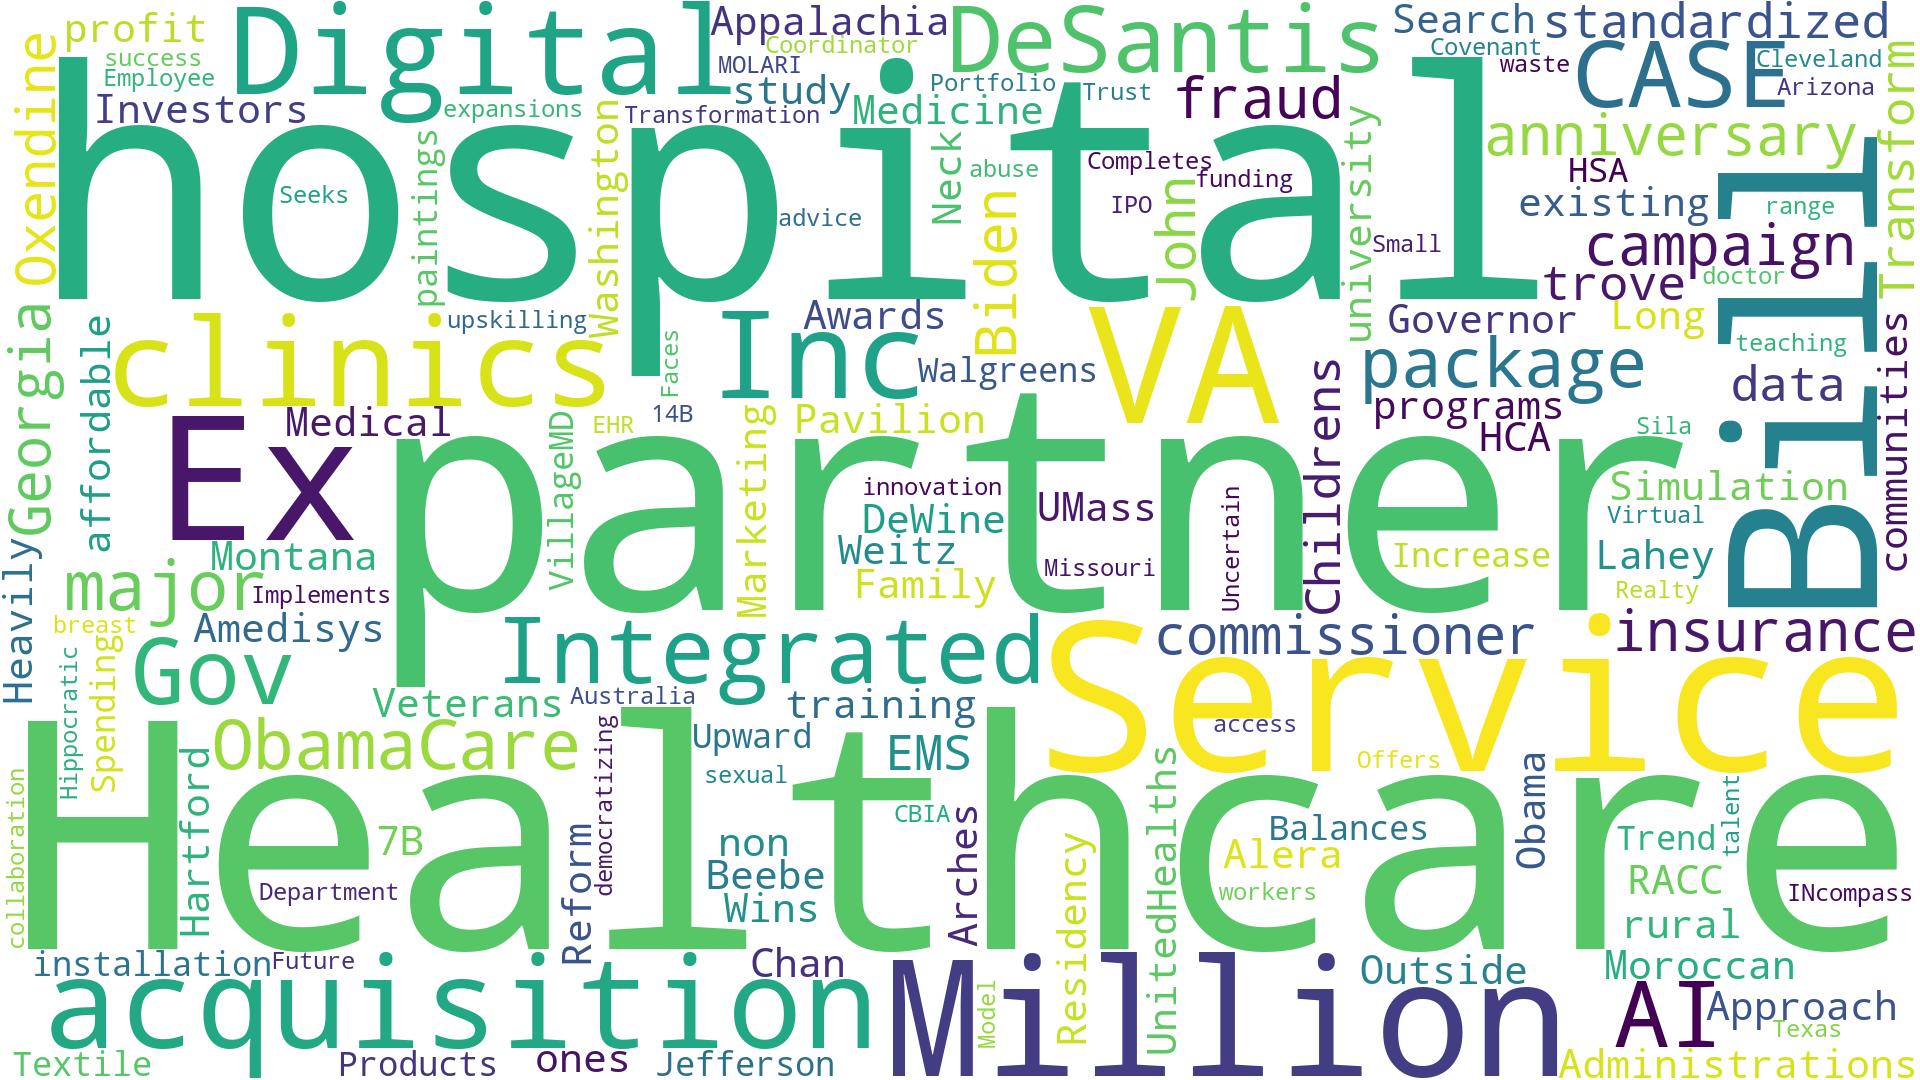 profit
Digital
Appalachia
DeSantis
Search
standardized
success
Employee
Coordinator
MOLARI
Covenant
waste
CASE
Cleveland
Arizona
Oxendine
Investors
expansions
study
Transformation
Portfolio
Medicine
Trust
fraud
Transform
hospital
Seeks
paintings
Washington
advice
Neck
abuse
Completes
funding
IPO
John
university
Small
anniversary
HSA
existing
range
campaign
doctor
trove
Billion
Biden
Georgia
affordable
clinics
upskilling
Faces
Inc
Awards
Walgreens
VA
Governor
Long
package
teaching
data
communities
programs
HCA
Sila
Ex
Medical
14B
EHR
VillageMD
Marketing
Pavilion
partner
innovation
DeWine
UMass
Weitz
Family
Missouri
Uncertain
Childrens
Increase
Simulation
Virtual
Lahey
Realty
Montana
major
Implements
Heavily
breast
Amedisys
Gov
Integrated
Service
commissioner
insurance
Hippocratic
Spending
Veterans
Australia
training
access
Offers
ObamaCare
Upward
EMS
sexual
democratizing
Healthcare
collaboration
Hartford
7B
Department
Reform
non
Beebe
Wins
CBIA
Arches
Residency
UnitedHealths
Balances
Alera
workers
Obama
Trend
talent
RACC
INcompass
rural
installation
Future
Chan
acquisition
Million
Model
Outside
Moroccan
AI
Approach
Texas
Textile
Products
ones
Jefferson
Administrations